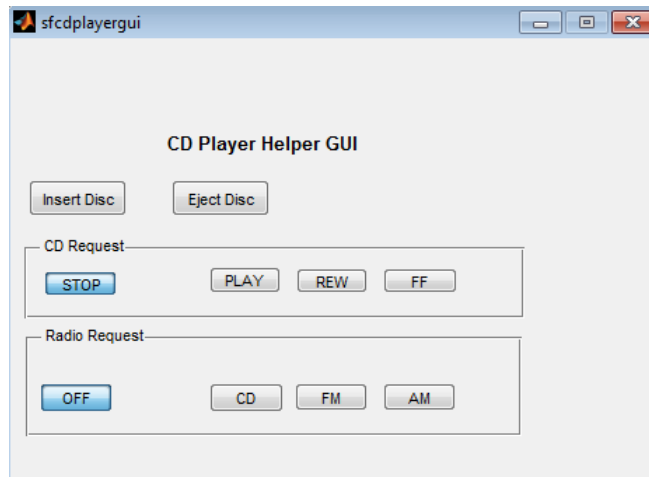 sfcdplayergui
CD Player Helper GUI
Insert Disc Eject Disc
CD Request
STOP PLAY REW FF
Radio Request
OFF CD FM AM